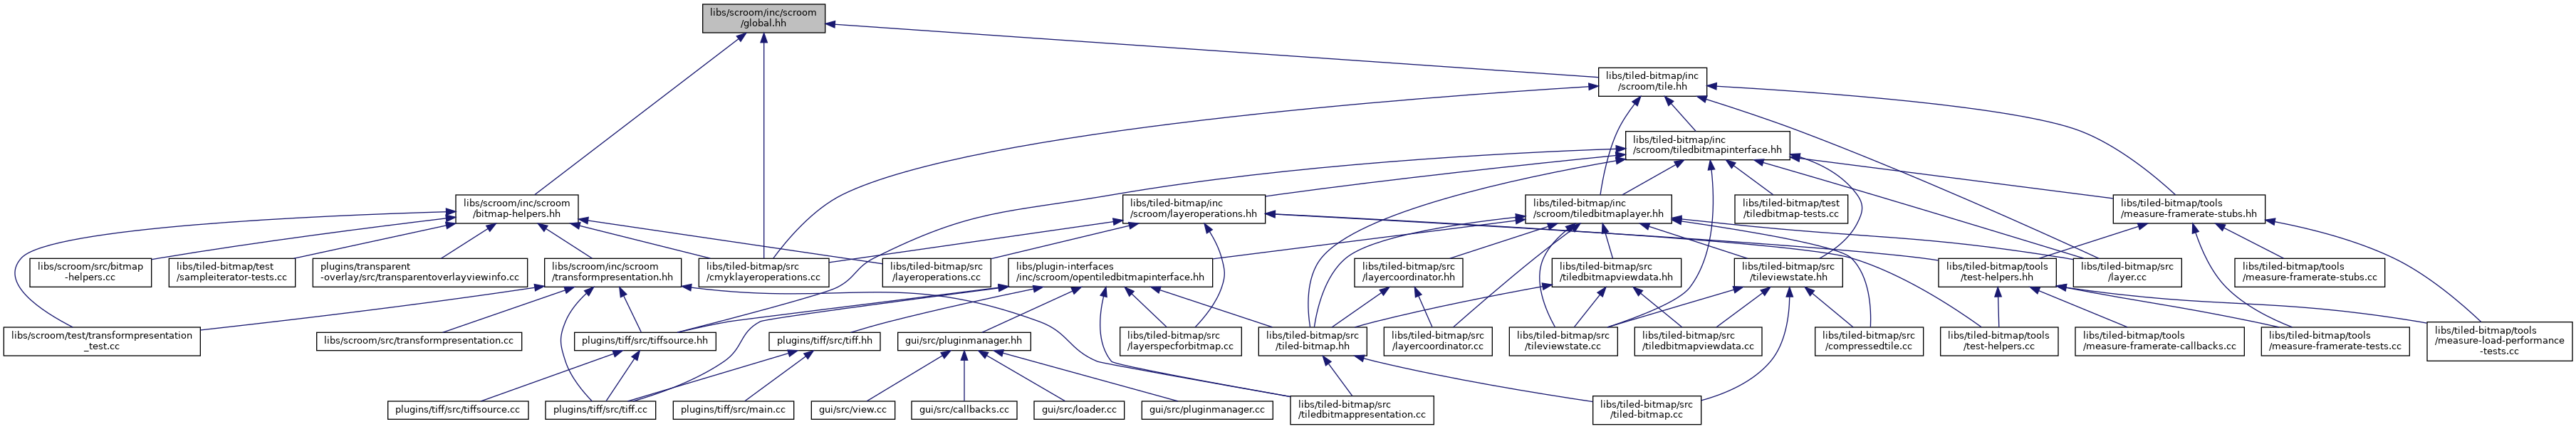 libs/scroom/inc/scroom
/global.hh
libs/tiled-bitmap/inc
/scroom/tile.hh
libs/tiled-bitmap/inc
/scroom/tiledbitmapinterface.hh
libs/scroom/inc/scroom
/bitmap-helpers.hh
libs/tiled-bitmap/inc
/scroom/layeroperations.hh
libs/tiled-bitmap/inc
/scroom/tiledbitmaplayer.hh
libs/tiled-bitmap/test
/tiledbitmap-tests.cc
libs/tiled-bitmap/tools
/measure-framerate-stubs.hh
libs/scroom/src/bitmap
-helpers.cc
libs/tiled-bitmap/test
/sampleiterator-tests.cc
plugins/transparent
-overlay/src/transparentoverlayviewinfo.cc
libs/scroom/inc/scroom
/transformpresentation.hh
libs/tiled-bitmap/src
/cmyklayeroperations.cc
libs/tiled-bitmap/src
/layeroperations.cc
libs/plugin-interfaces
/inc/scroom/opentiledbitmapinterface.hh
libs/tiled-bitmap/src
/layercoordinator.hh
libs/tiled-bitmap/src
/tiledbitmapviewdata.hh
libs/tiled-bitmap/src
/tileviewstate.hh
libs/tiled-bitmap/tools
/test-helpers.hh
libs/tiled-bitmap/src
/layer.cc
libs/tiled-bitmap/tools
/la-framerate-stubs.cc
libs/scroom/test/transformpresentation
_test.cc
libs/scroom/src/transformpresentation.cc
plugins/tiff/src/tiffsource.hh
plugins/tiff/src/tiff.hh
gui/src/pluginmanager.hh
libs/tiled-bitmap/src
/layerspecforbitmap.cc
libs/tiled-bitmap/src
/tiled-bitmap.hh
libs/tiled-bitmap/src
/layercoordinator.cc
libs/tiled-bitmap/src
/tileviewstate.cc
libs/tiled-bitmap/src
/tiledbitmapviewdata.cc
libs/tiled-bitmap/src
/compressedtile.cc
libs/tiled-bitmap/tools
/test-helpers.cc
libs/tiled-bitmap/tools
/measure-framerate-callbacks.cc
libs/tiled-bitmap/tools
/measure-framerate-tests.cc
libs/tiled-bitmap/tools
/measure-load-performance
-tests.cc
plugins/tiff/src/tiffsource.cc
plugins/tiff/src/tiff.cc
plugins/tiff/src/main.cc
gui/src/view.cc
gui/src/callbacks.cc
gui/src/loader.cc
gui/src/pluginmanager.cc
libs/tiled-bitmap/src
/tiledbitmappresentation.cc
libs/tiled-bitmap/src
/tiled-bitmap.cc